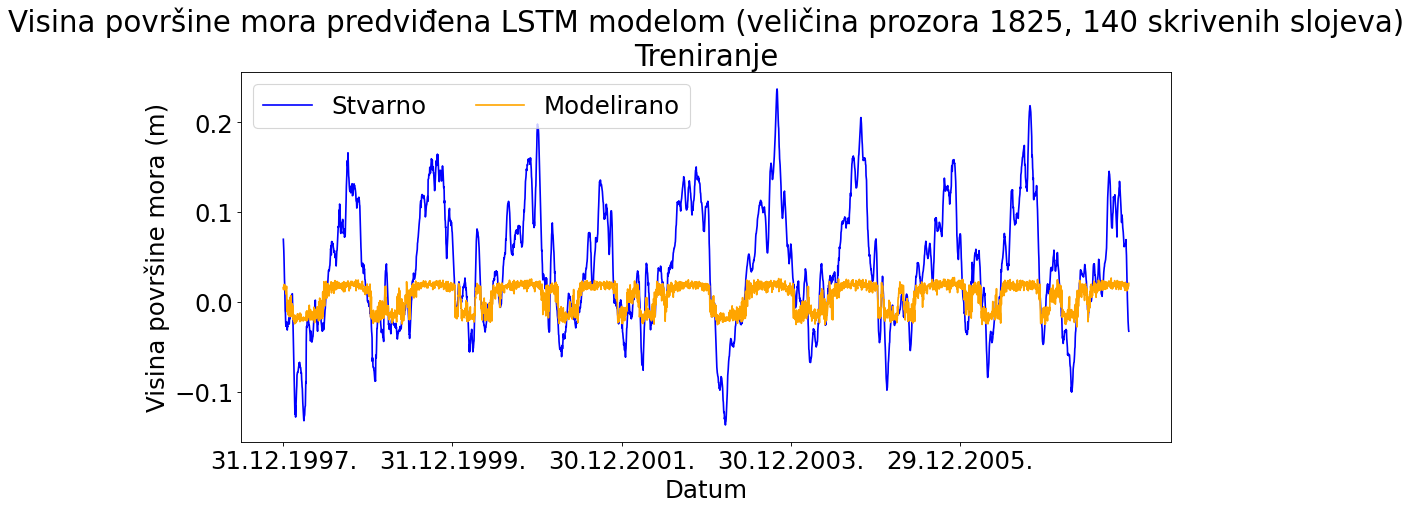 Visina površine mora predviđena LSTM modelom (veličina prozora 1825, 140 skrivenih slojeva)
Treniranje
Stvarno
Modelirano
Visina površine mora (m)
0.2
0.1
0.0
−0.1
31.12.1997.
31.12.1999.
30.12.2001.
30.12.2003.
29.12.2005.
Datum